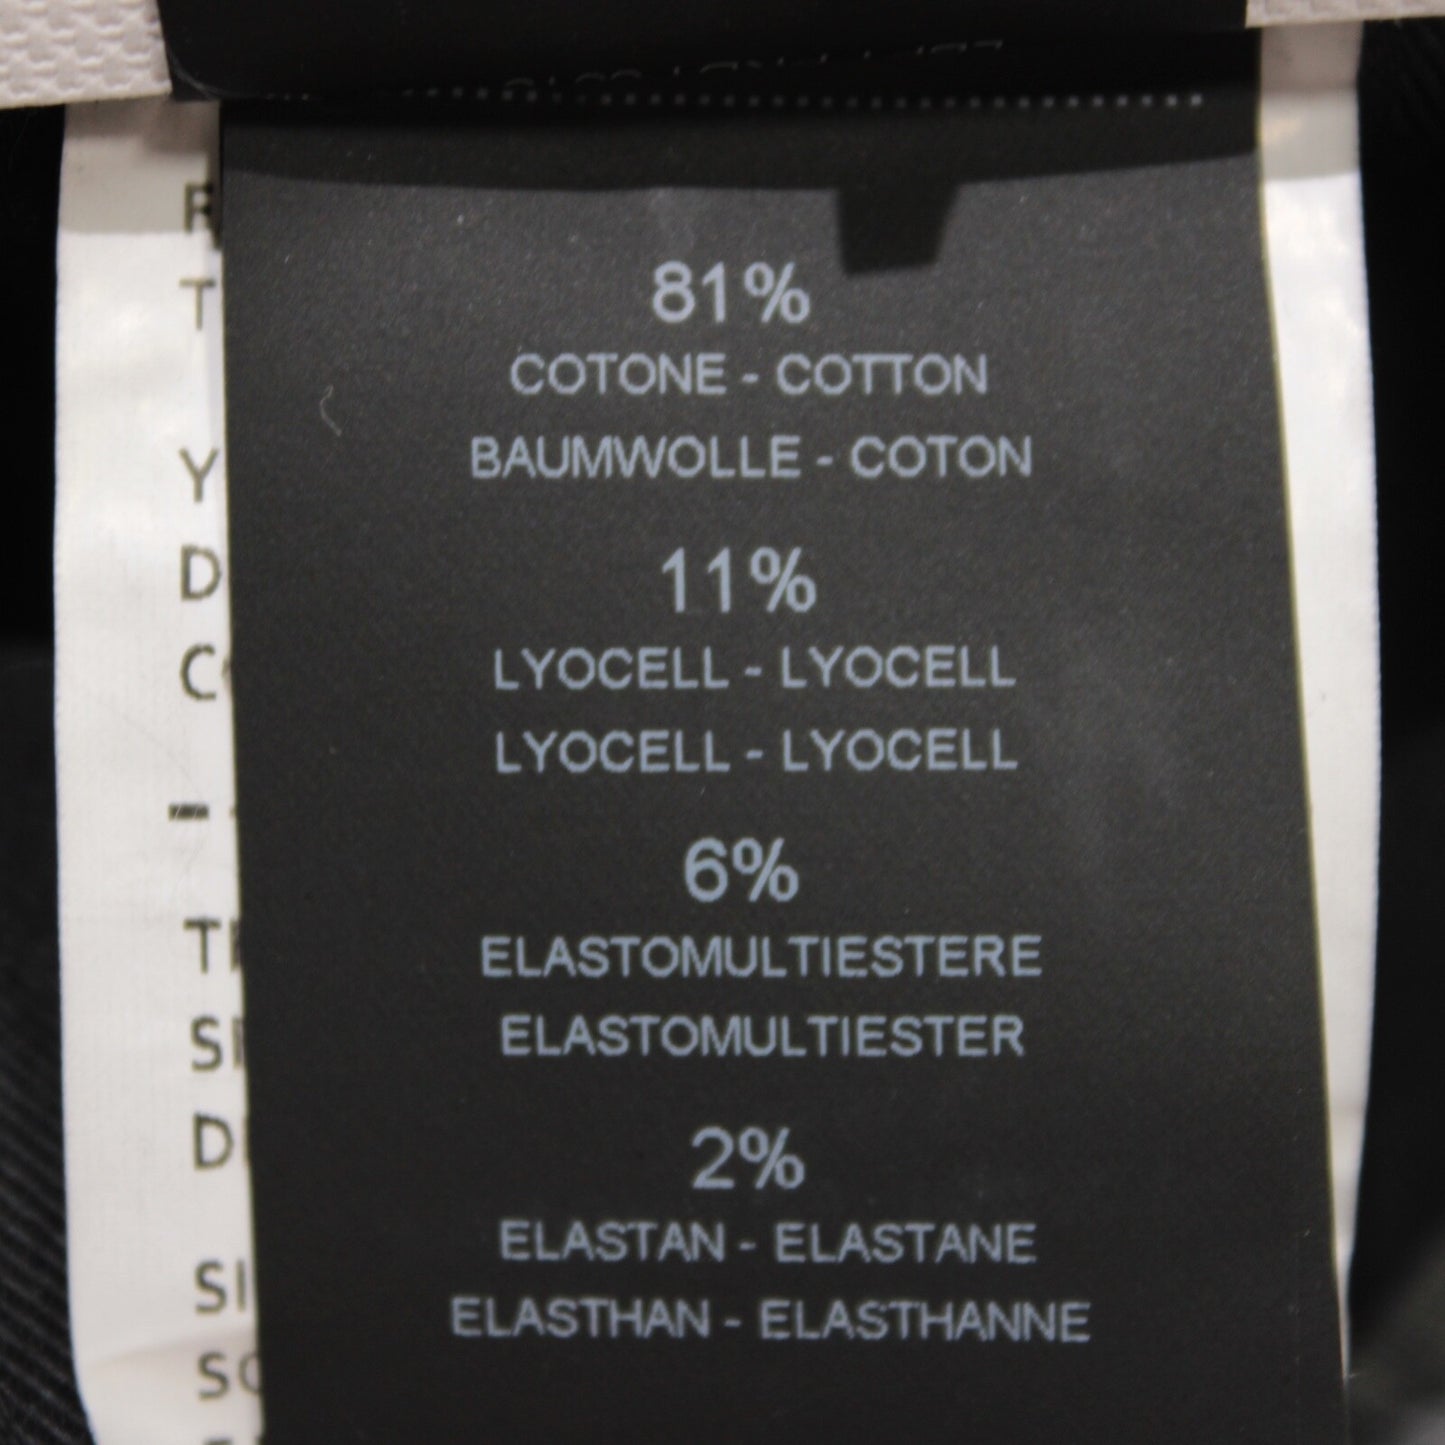 81%
COTONE - COTTON
BAUMWOLLE - COTON
11%
LYOCELL - LYOCELL
LYOCELL - LYOCELL
6%
ELASTOMULTIESTERE
ELASTOMULTIESTER
2%
ELASTAN - ELASTANE
ELASTHAN - ELASTHANNE